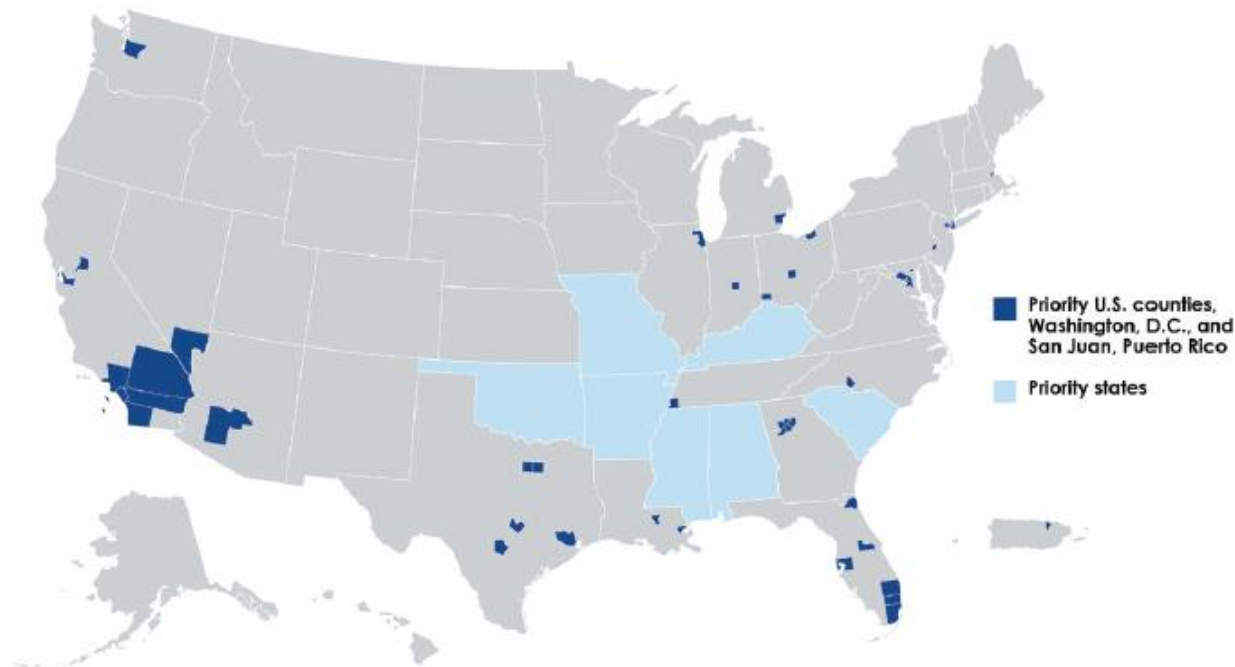 Priority U.S. counties,
Washington, D.C., and
San Juan, Puerto Rico
Priority states